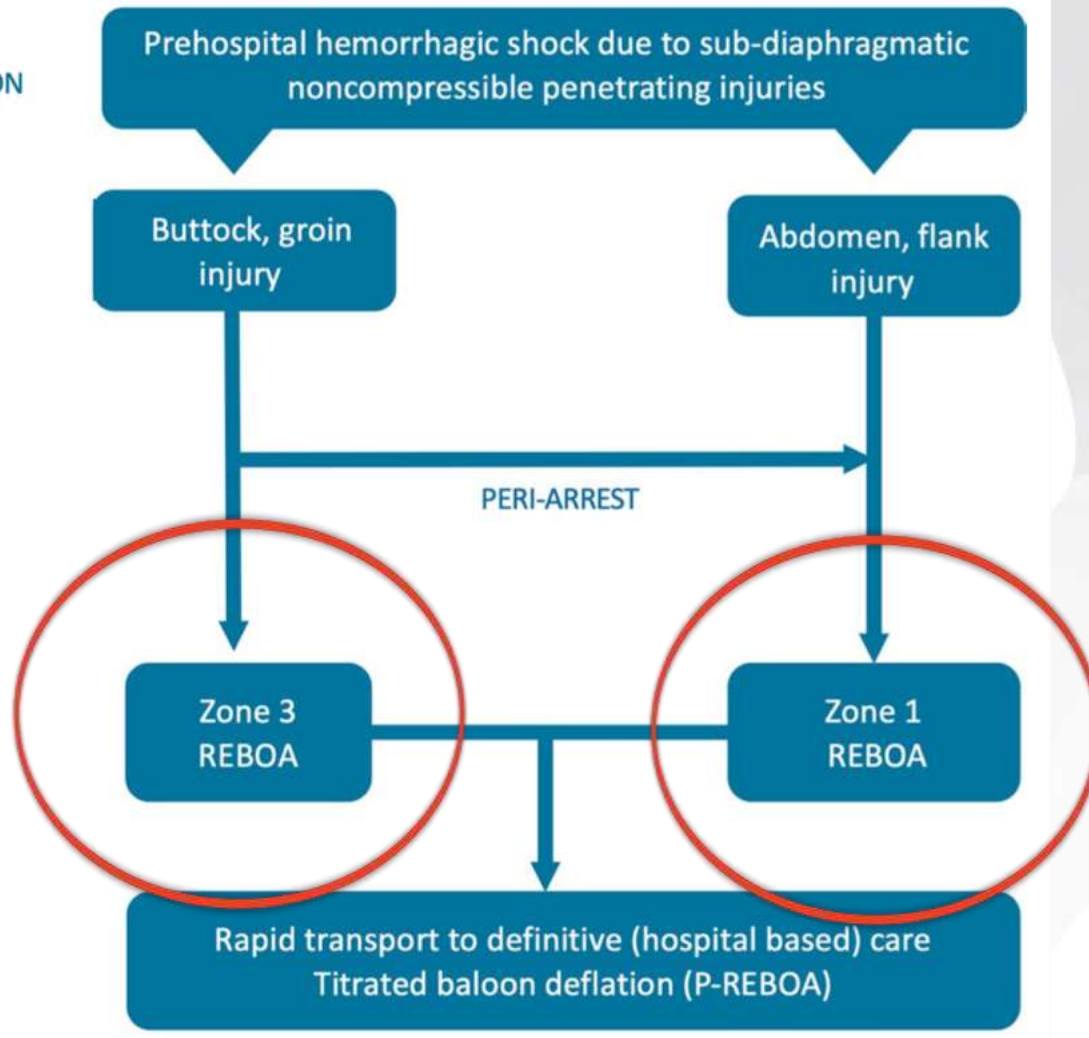 ON
Prehospital hemorrhagic shock due to sub-diaphragmatic
noncompressible penetrating injuries
Buttock, groin
injury
Abdomen, flank
injury
PERI-ARREST
Zone 3
REBOA
Zone 1
REBOA
Rapid transport to definitive (hospital based) care
Titrated baloon deflation (P-REBOA)